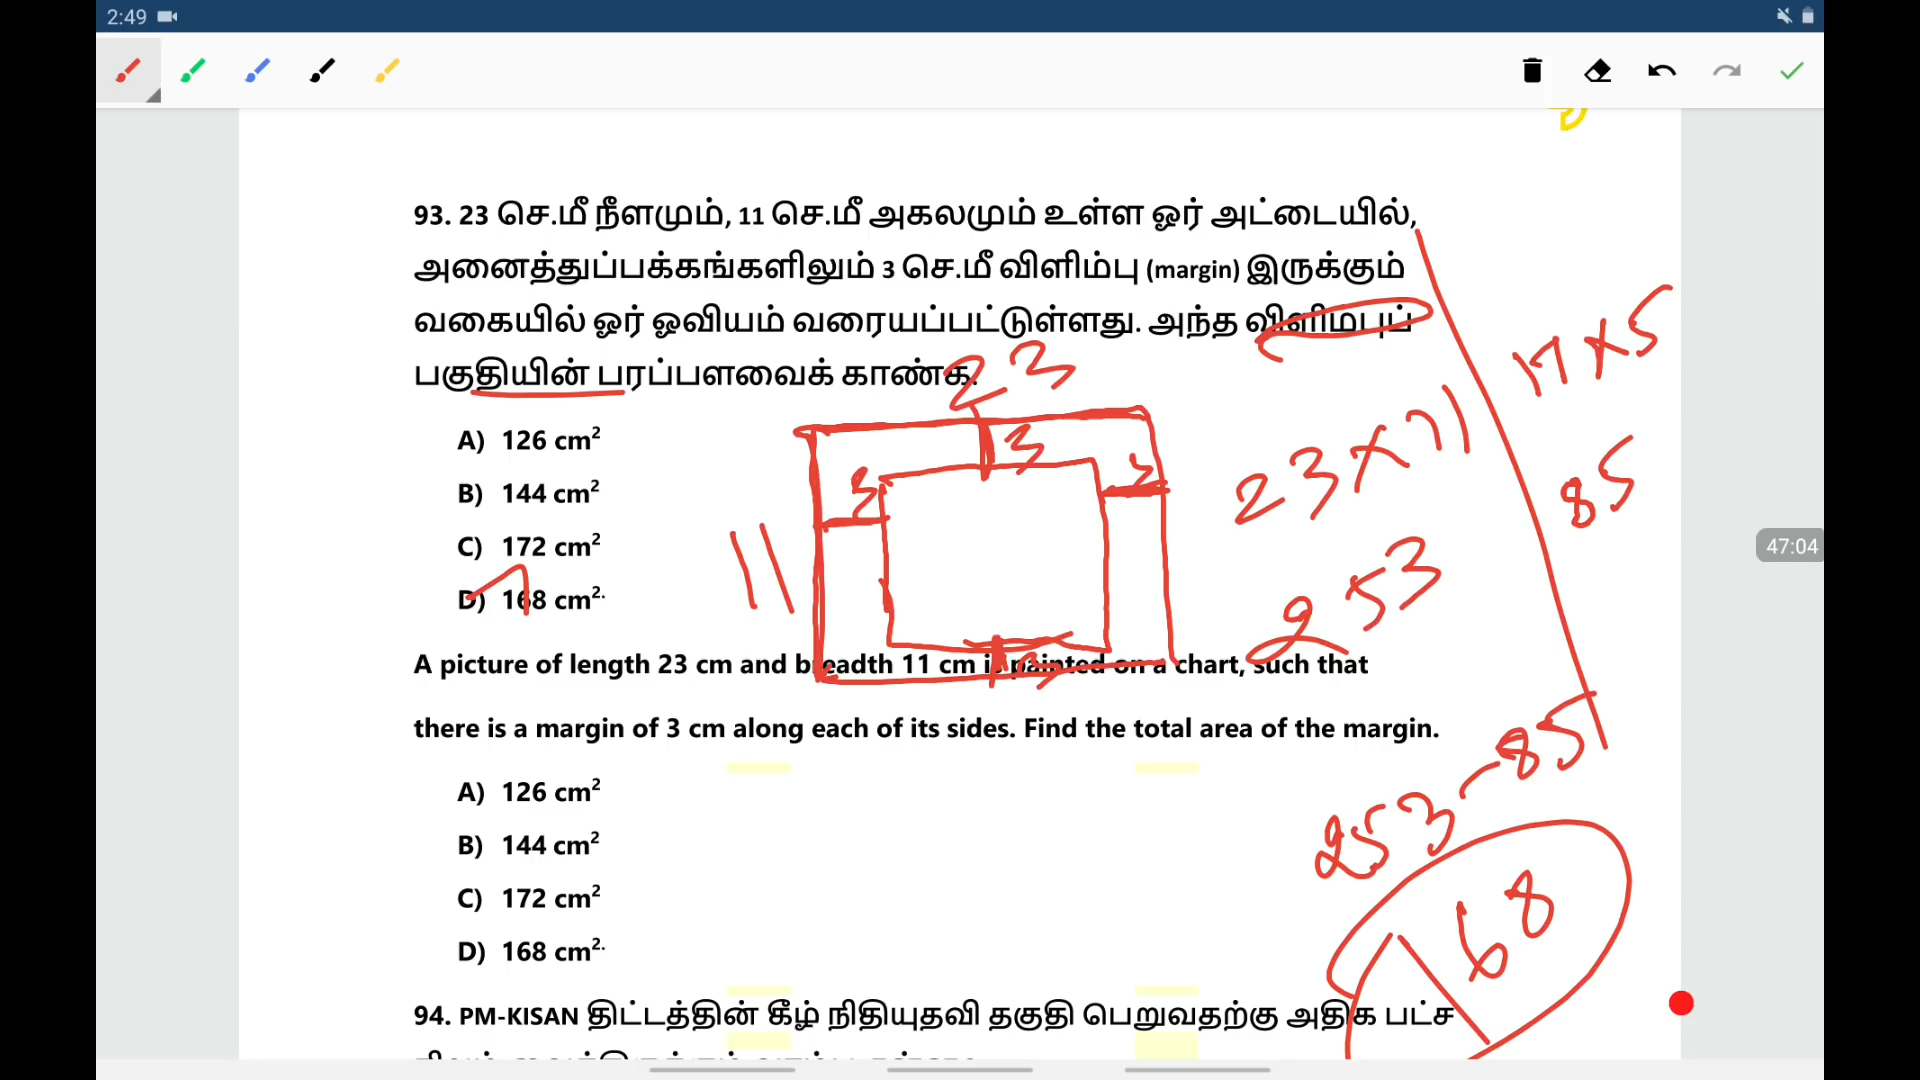 2:49
93. 23 செ.மீ நீளமும், 11 செ.மீ அகலமும் உள்ள ஓர் அட்டையில்,
அனைத்துப்பக்கங்களிலும் 3 செ.மீ விளிம்பு (margin) இருக்கும்
வகையில் ஓர் ஓவியம் வரையப்பட்டுள்ளது. அந்த விளிம்புப்
பகுதியின் பரப்பளவைக் காண்க.
17 x 5
23
A) 126 cm²
3
3
3
23 x 11
B) 144 cm²
85
C) 172 cm²
11
253
D) 168 cm².
A picture of length 23 cm and breadth 11 cm is painted on a chart, such that
3
there is a margin of 3 cm along each of its sides. Find the total area of the margin.
A) 126 cm²
253 - 85
B) 144 cm²
C) 172 cm²
168
D) 168 cm².
94. PM-KISAN திட்டத்தின் கீழ் நிதியுதவி தகுதி பெறுவதற்கு அதிக பட்ச
47:04